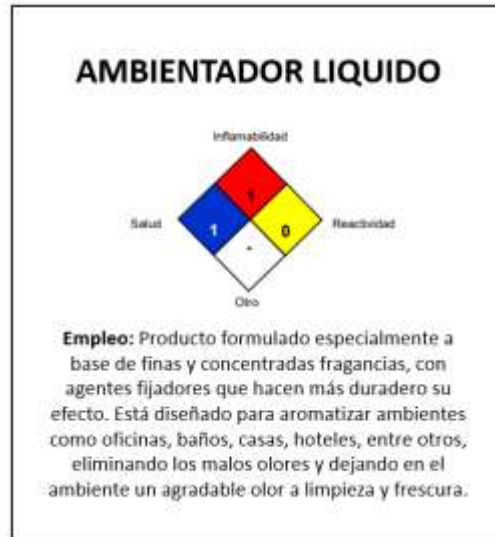 AMBIENTADOR LIQUIDO
Inflamabilidad
1
Salud
1
0
Reactividad
-
Otro
Empleo: Producto formulado especialmente a
base de finas y concentradas fragancias, con
agentes fijadores que hacen más duradero su
efecto. Está diseñado para aromatizar ambientes
como oficinas, baños, casas, hoteles, entre otros,
eliminando los malos olores y dejando en el
ambiente un agradable olor a limpieza y frescura.